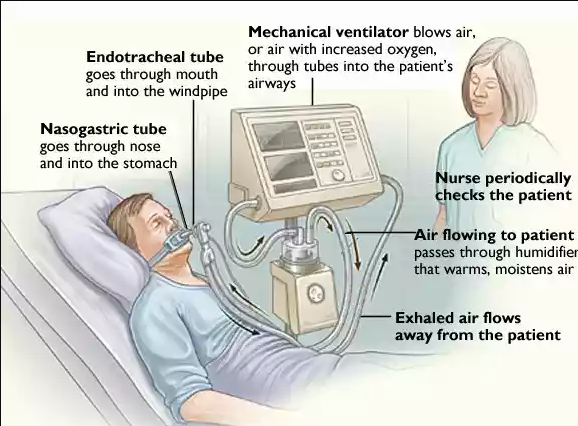 Mechanical ventilator blows air,
or air with increased oxygen,
through tubes into the patient's
airways
Endotracheal tube
goes through mouth
and into the windpipe
Nasogastric tube
goes through nose
and into the stomach
Nurse periodically
checks the patient
Air flowing to patient
passes through humidifier
that warms, moistens air
Exhaled air flows
away from the patient